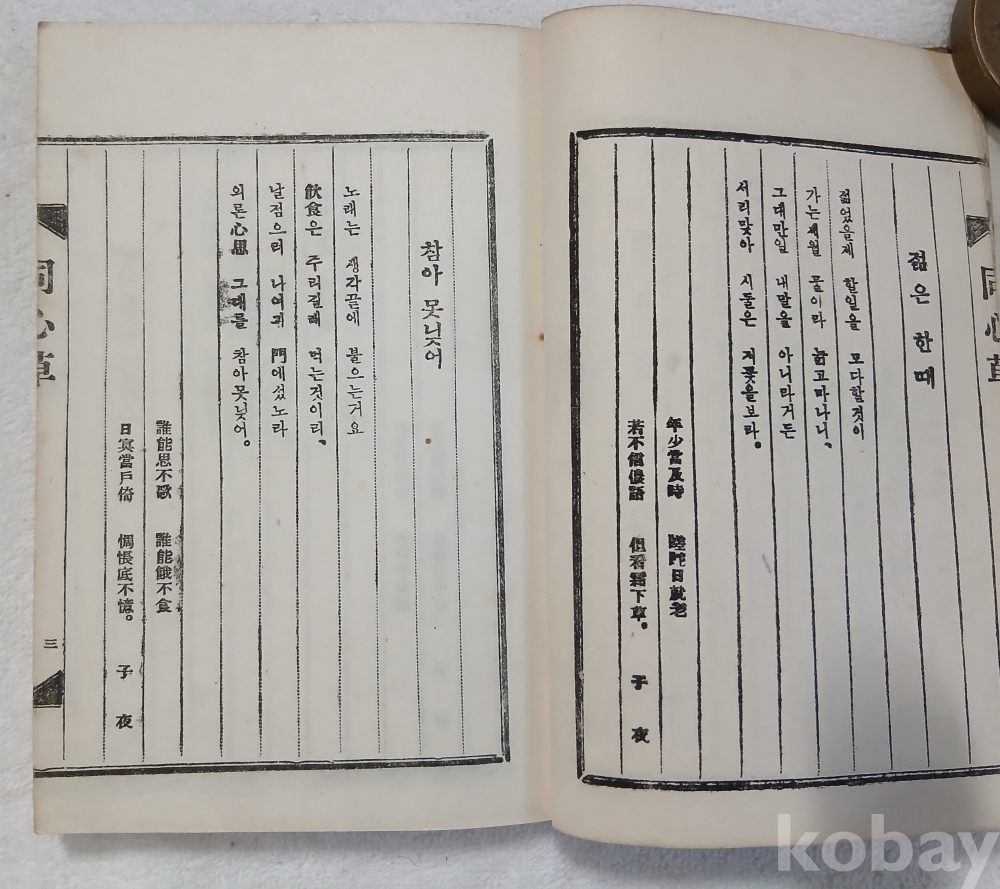 同心草
젊은 한때
젊었을제 할일을 모다할것이
가는세월 물이라 늙고마나니、
그대만일 내말을 아니라거든
서리맞아 시둘은 저꽃을보라。
年少當及時 蹉跎日就老
若不信儂語 但看霜下草。 子夜
참아 못닛어
노래는 생각끝에 불으는거요
飮食은 주리길래 먹는것이리、
날점으려 나여괴 門에섯노라
외론心思 그대를 참아못닛어。
誰能思不歌 誰能餓不食
日冥當戶倚 惆悵底不憶。 子夜
同心草
三
kobay